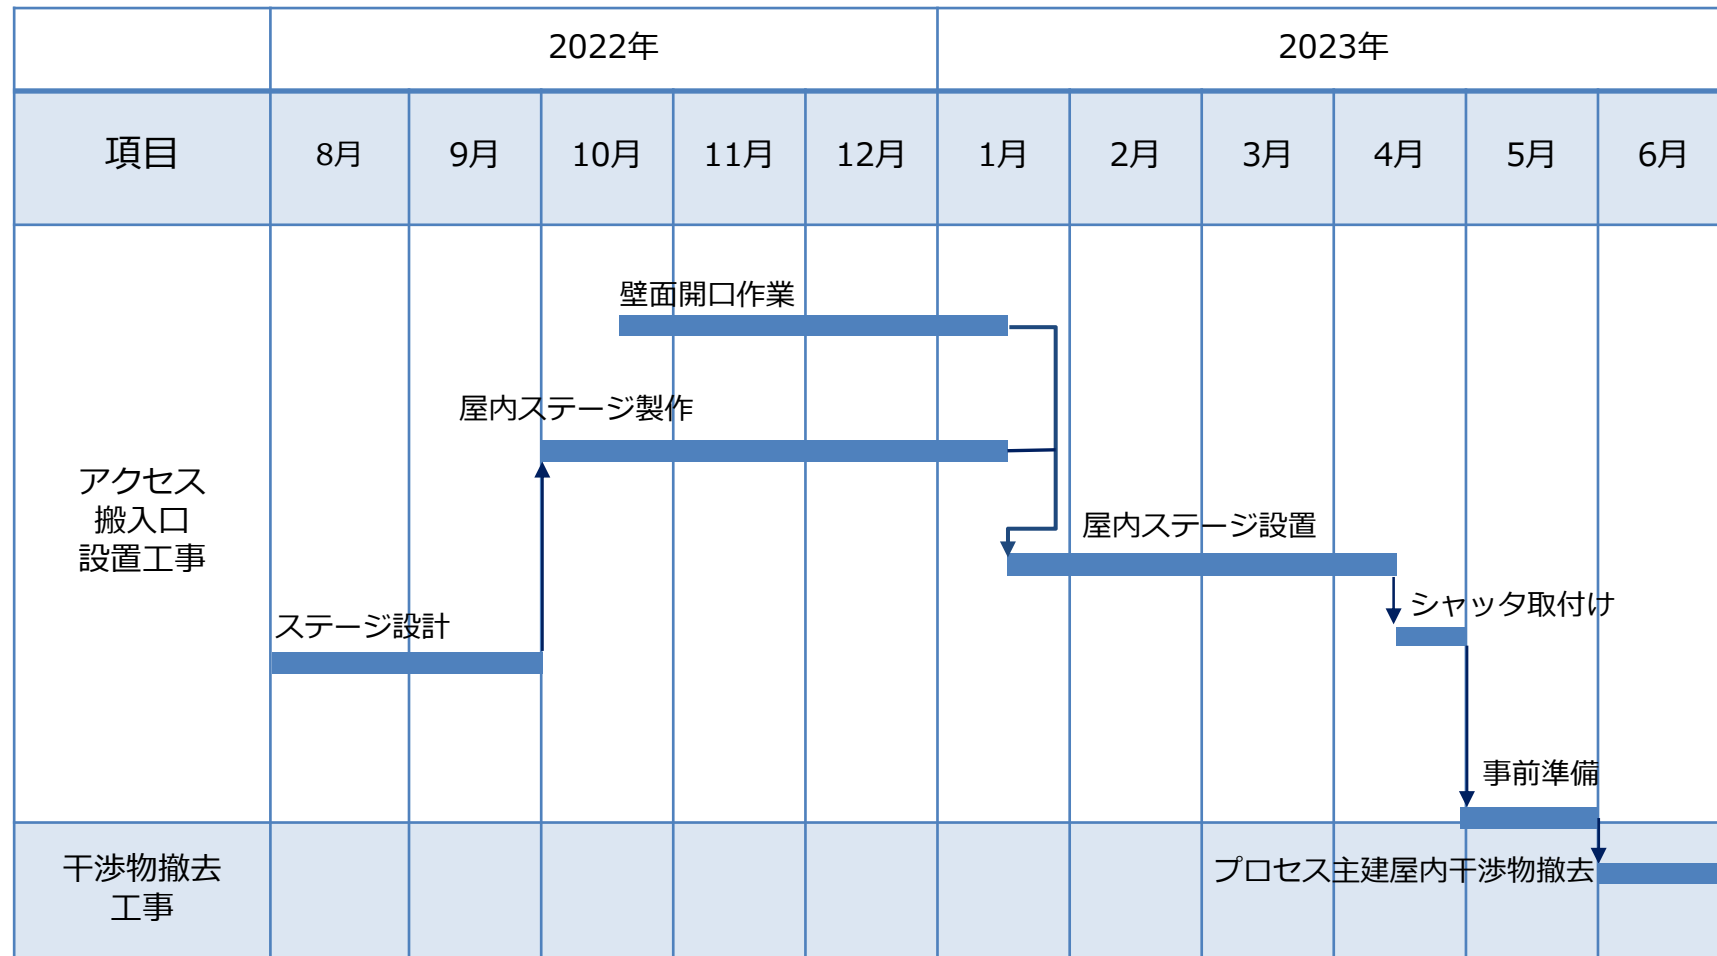 2022年
2023年
項目
8月
9月
10月
11月
12月
1月
2月
3月
4月
5月
6月
壁面開口作業
屋内ステージ製作
アクセス
搬入口
設置工事
屋内ステージ設置
シャッタ取付け
ステージ設計
事前準備
干渉物撤去
工事
プロセス主建屋内干渉物撤去